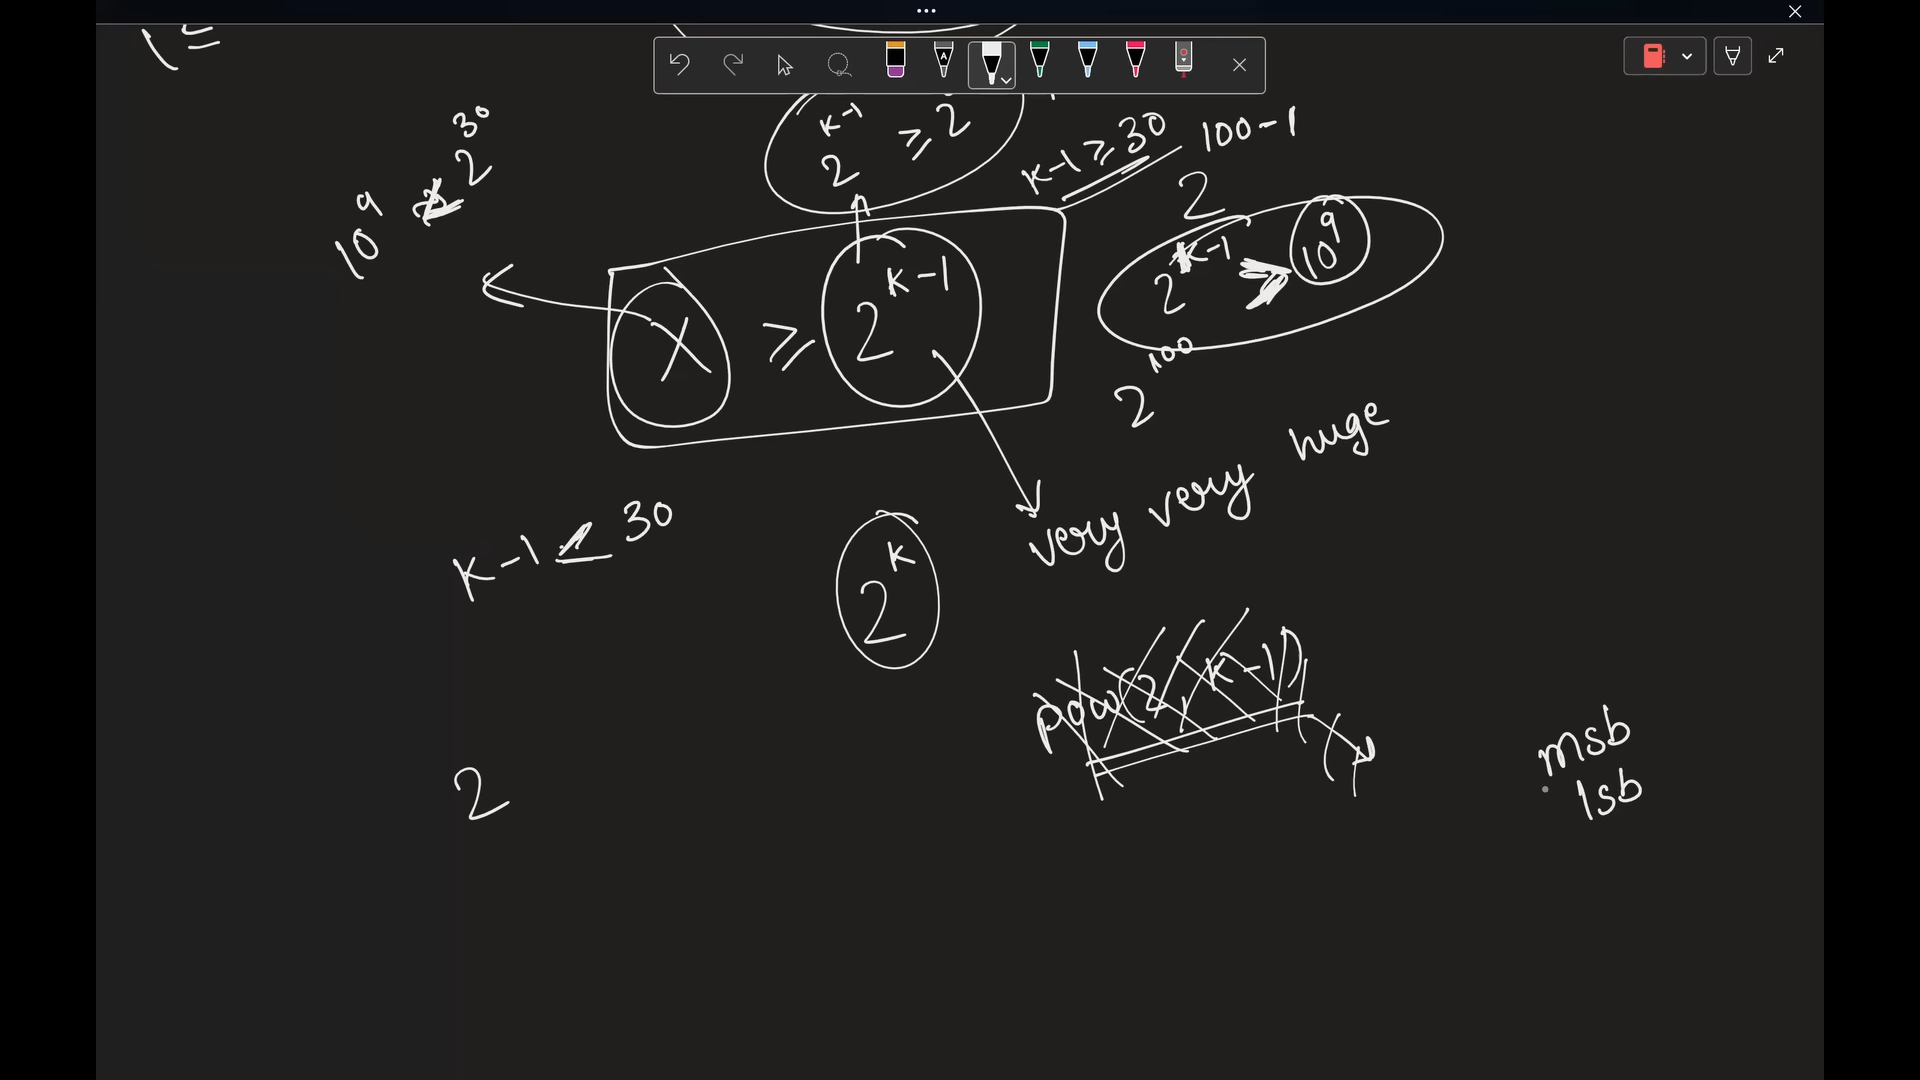 2^{k-1} ≥ 2
k-1 ≥ 30
100-1
2
10^9
2^{30}
2^{k-1}
10^9
x ≥ 2^{k-1}
2^{100}
very very huge
k-1 ≤ 30
2^k
pow(2, k-1)
msb
lsb
2